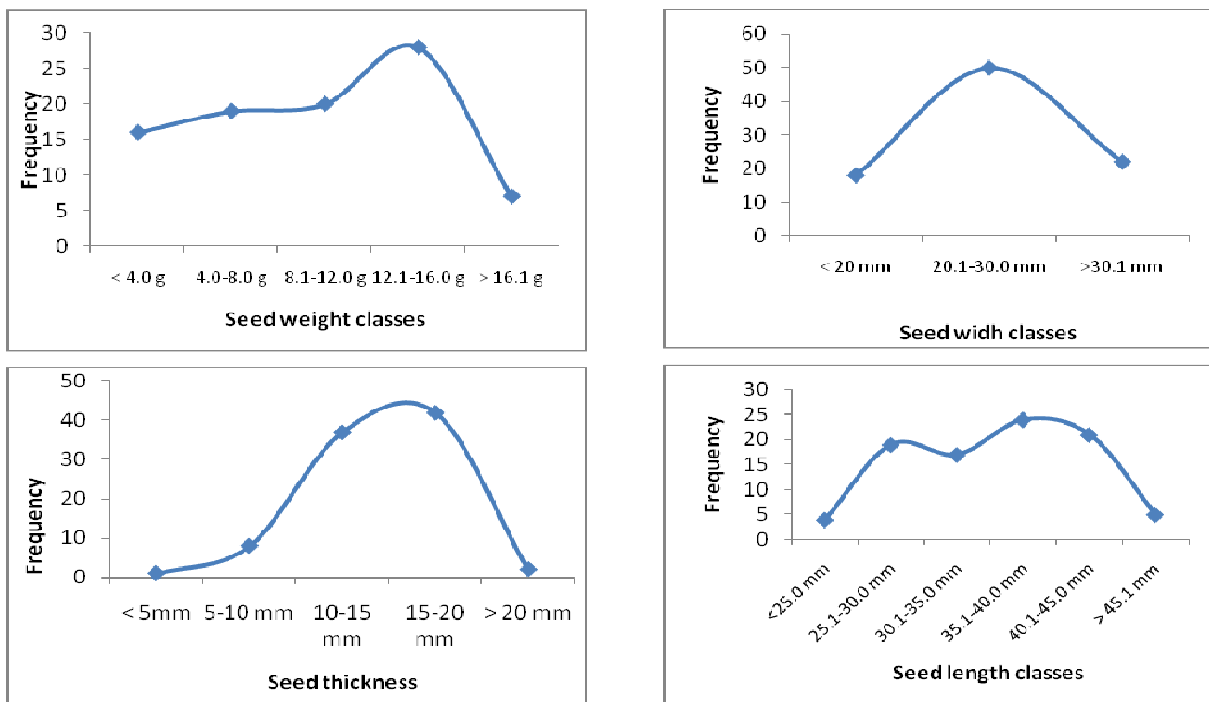 30
25
20
15
10
5
0
Frequency
< 4.0 g 4.0-8.0 g 8.1-12.0 g 12.1-16.0 g > 16.1 g
Seed weight classes
60
50
40
30
20
10
0
Frequency
< 20 mm 20.1-30.0 mm >30.1 mm
Seed widh classes
50
40
30
20
10
0
Frequency
< 5mm 5-10 mm 10-15 15-20 > 20 mm
mm mm
Seed thickness
30
25
20
15
10
5
0
Frequency
<25.0 mm
25.1-30.0 mm
30.1-35.0 mm
35.1-40.0 mm
40.1-45.0 mm
>45.1 mm
Seed length classes